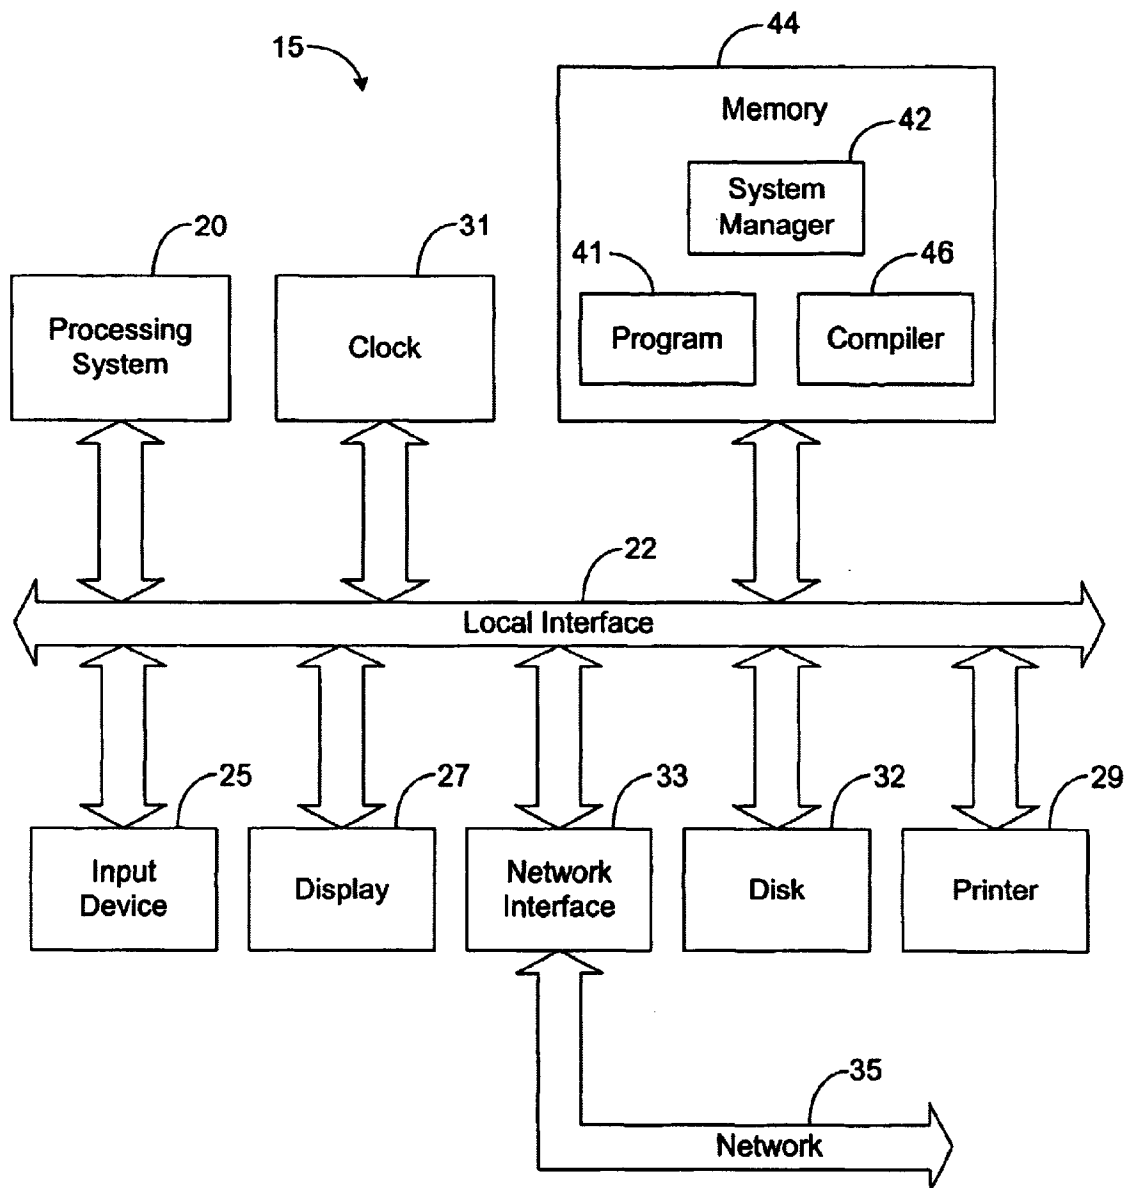 15
44
Memory
42
System
Manager
20
31
41
46
Processing
System
Clock
Program
Compiler
22
Local Interface
25
27
33
32
29
Input
Device
Display
Network
Interface
Disk
Printer
35
Network